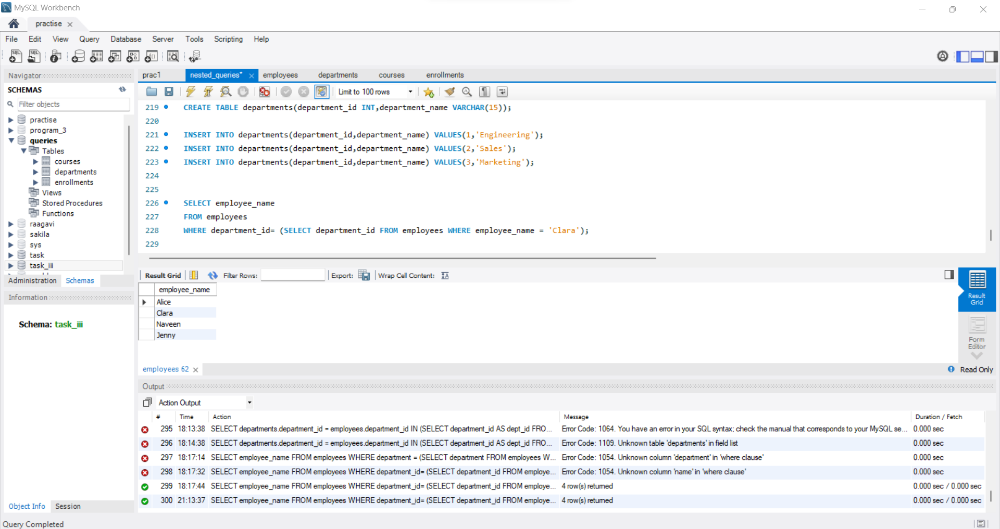 MySQL Workbench
practise
File Edit View Query Database Server Tools Scripting Help
Navigator
SCHEMAS
Filter objects
practise
program_3
queries
Tables
courses
departments
enrollments
Views
Stored Procedures
Functions
raagavi
sakila
sys
task
task_iii
Administration Schemas
Information
Schema: task_iii
Object Info Session
prac1 nested_queries* employees departments courses enrollments
Limit to 100 rows
219 CREATE TABLE departments(department_id INT,department_name VARCHAR(15));
220
221 INSERT INTO departments(department_id,department_name) VALUES(1,'Engineering');
222 INSERT INTO departments(department_id,department_name) VALUES(2,'Sales');
223 INSERT INTO departments(department_id,department_name) VALUES(3,'Marketing');
224
225
226 SELECT employee_name
227 FROM employees
228 WHERE department_id= (SELECT department_id FROM employees WHERE employee_name = 'Clara');
229
Result Grid Filter Rows: Export: Wrap Cell Content:
employee_name
Alice
Clara
Naveen
Jenny
Result Grid
Form Editor
employees 62
Read Only
Output
Action Output
# Time Action Message Duration / Fetch
295 18:13:38 SELECT departments.department_id = employees.department_id IN (SELECT department_id AS dept_id FRO... Error Code: 1064. You have an error in your SQL syntax; check the manual that corresponds to your MySQL se... 0.000 sec
296 18:14:38 SELECT departments.department_id = employees.department_id IN (SELECT department_id AS dept_id FRO... Error Code: 1109. Unknown table 'departments' in field list 0.000 sec
297 18:17:14 SELECT employee_name FROM employees WHERE department = (SELECT department FROM employees W... Error Code: 1054. Unknown column 'department' in 'where clause' 0.000 sec
298 18:17:32 SELECT employee_name FROM employees WHERE department_id= (SELECT department_id FROM employe... Error Code: 1054. Unknown column 'name' in 'where clause' 0.000 sec
299 18:17:44 SELECT employee_name FROM employees WHERE department_id= (SELECT department_id FROM employe... 4 row(s) returned 0.000 sec / 0.000 sec
300 21:13:37 SELECT employee_name FROM employees WHERE department_id= (SELECT department_id FROM employe... 4 row(s) returned 0.000 sec / 0.000 sec
Query Completed